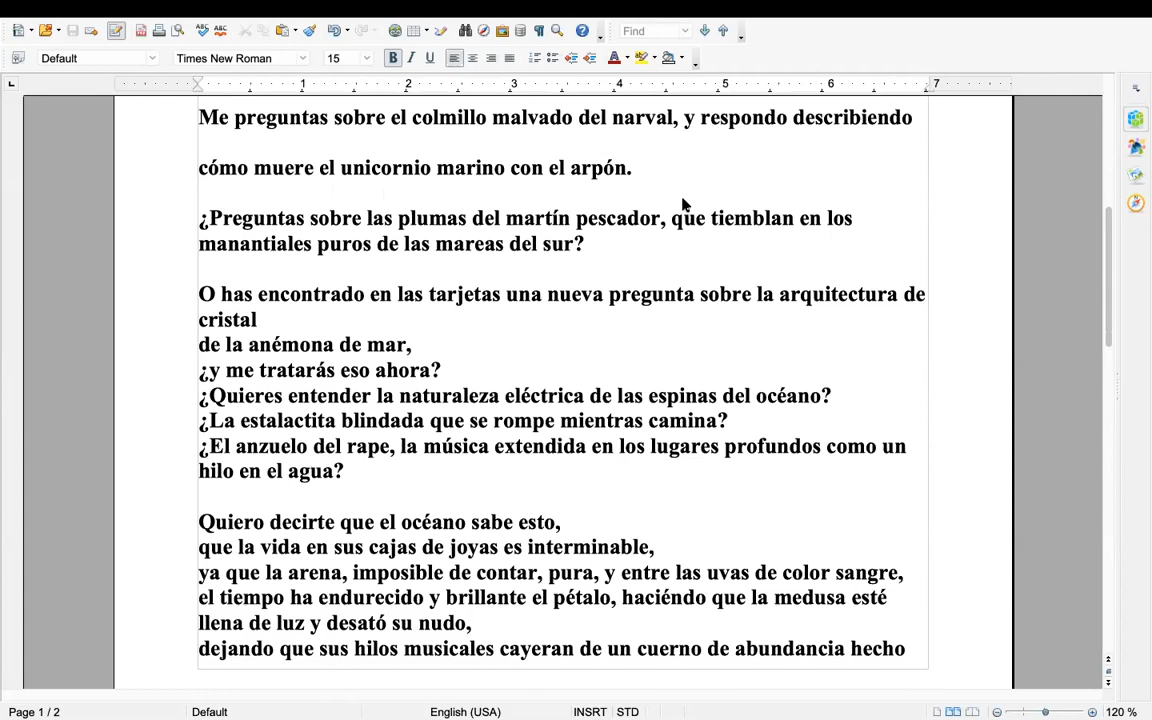 Find
Default
Times New Roman
15
1 2 3 4 5 6 7
Me preguntas sobre el colmillo malvado del narval, y respondo describiendo
cómo muere el unicornio marino con el arpón.
¿Preguntas sobre las plumas del martín pescador, que tiemblan en los
manantiales puros de las mareas del sur?
O has encontrado en las tarjetas una nueva pregunta sobre la arquitectura de
cristal
de la anémona de mar,
¿y me tratarás eso ahora?
¿Quieres entender la naturaleza eléctrica de las espinas del océano?
¿La estalactita blindada que se rompe mientras camina?
¿El anzuelo del rape, la música extendida en los lugares profundos como un
hilo en el agua?
Quiero decirte que el océano sabe esto,
que la vida en sus cajas de joyas es interminable,
ya que la arena, imposible de contar, pura, y entre las uvas de color sangre,
el tiempo ha endurecido y brillante el pétalo, haciéndo que la medusa esté
llena de luz y desató su nudo,
dejando que sus hilos musicales cayeran de un cuerno de abundancia hecho
Page 1 / 2
Default
English (USA)
INSRT
STD
120 %